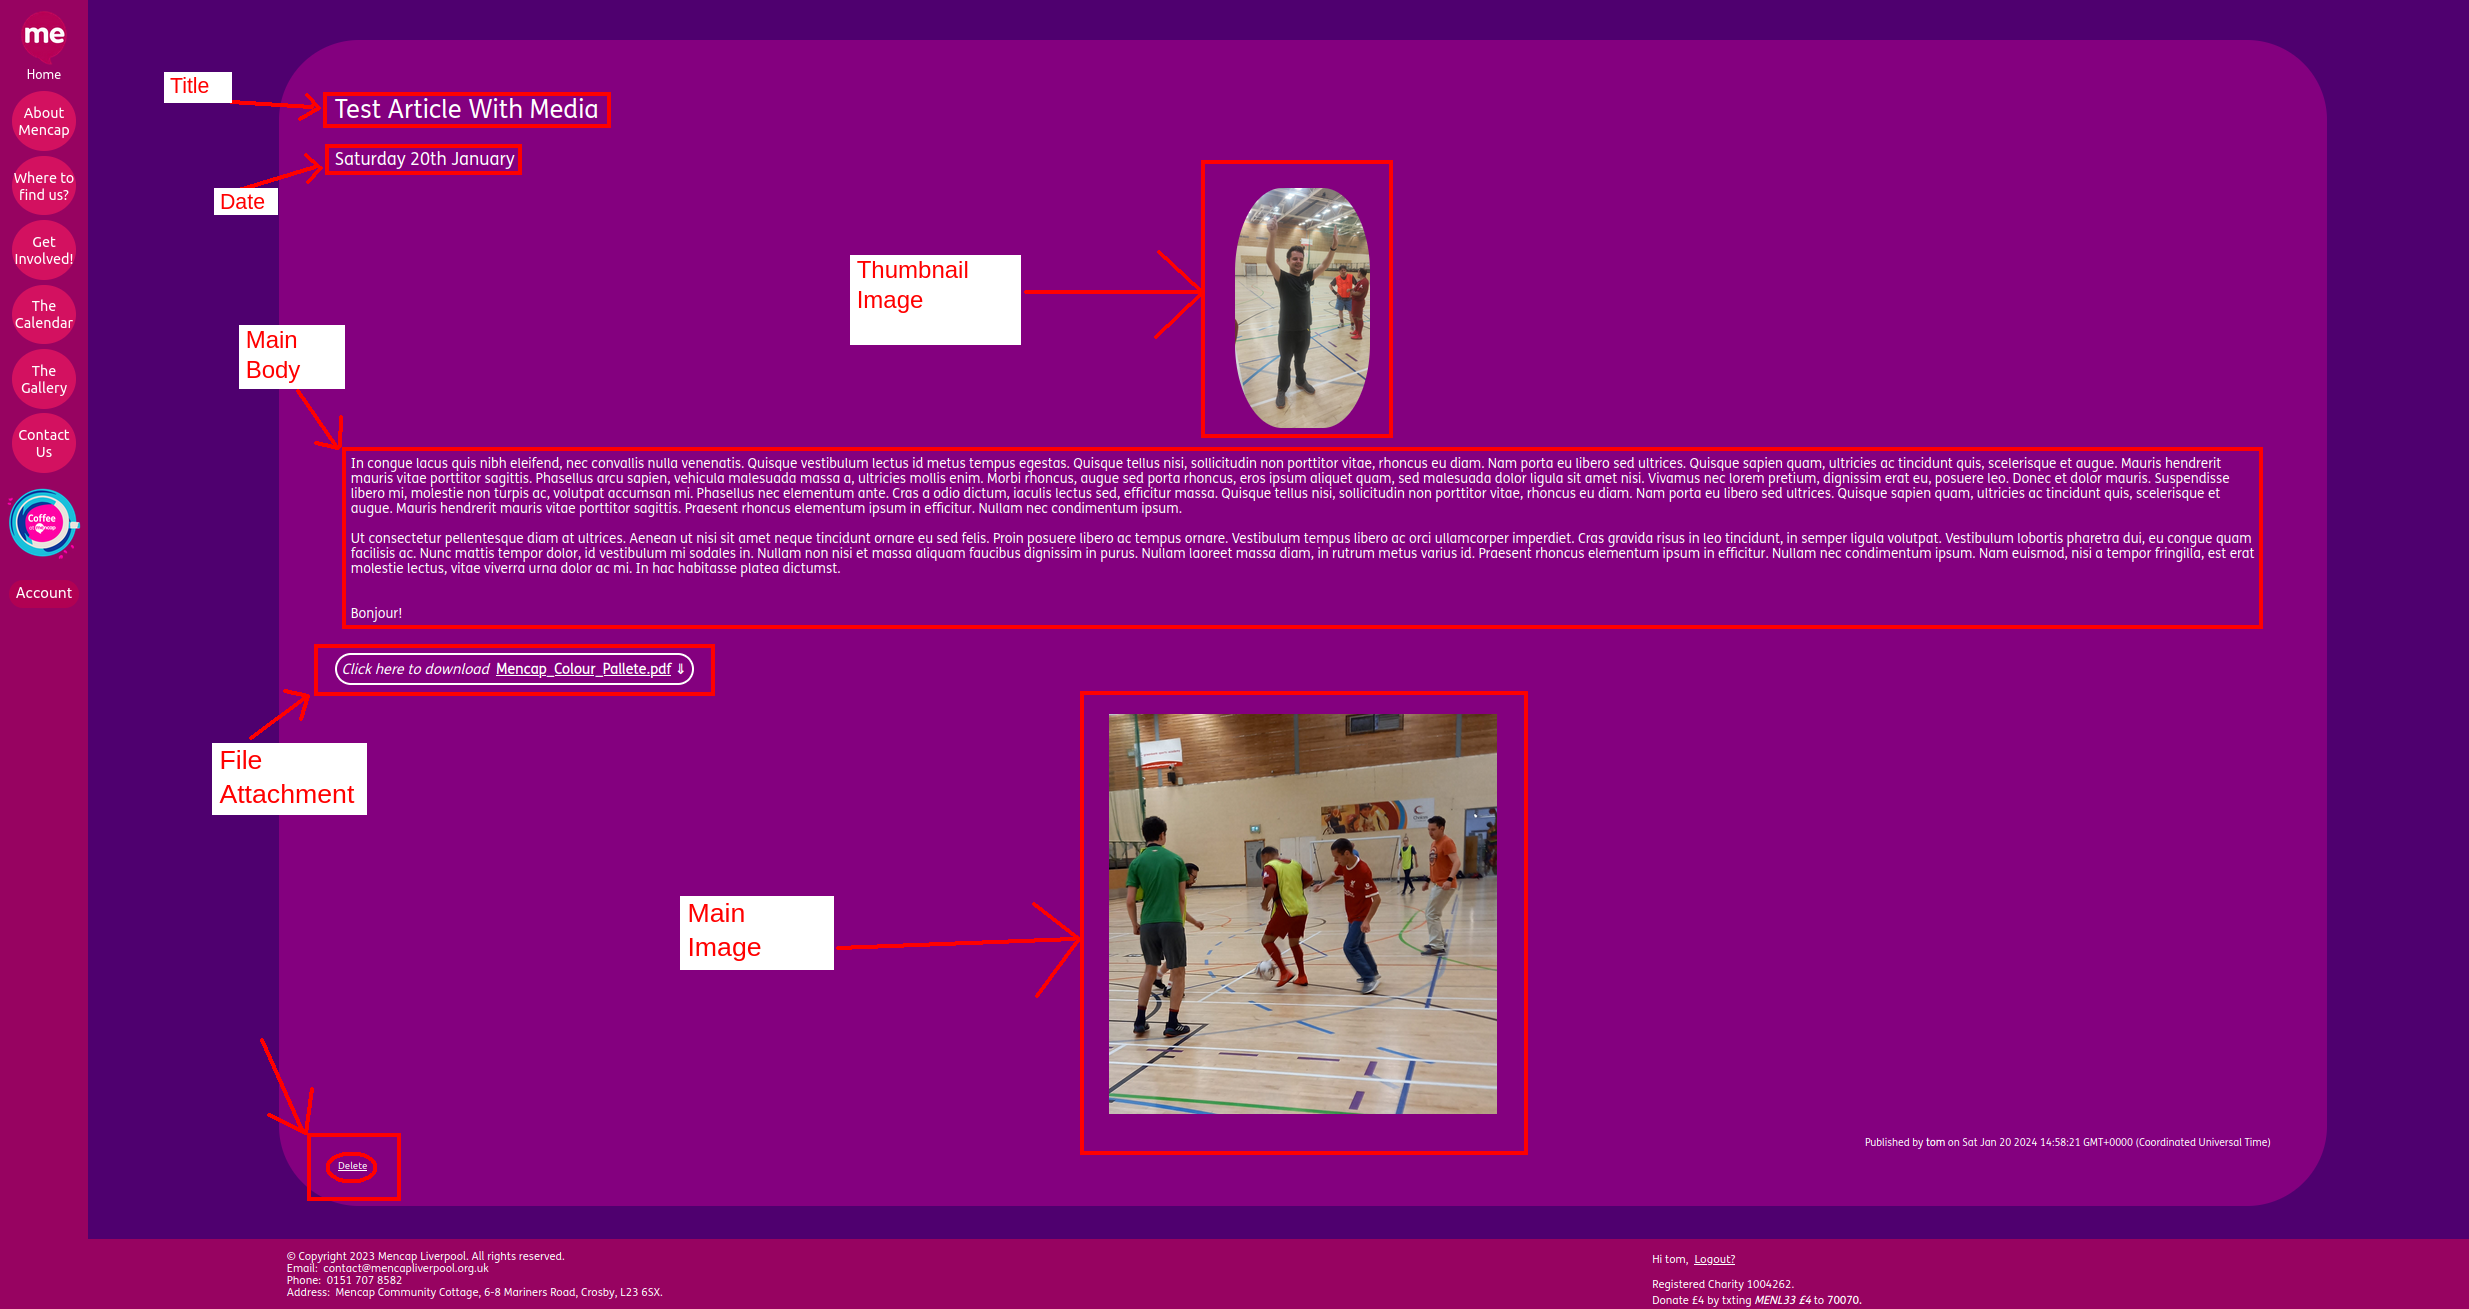 me
Home
About
Mencap
Where to
find us?
Get
Involved!
The
Calendar
The
Gallery
Contact
Us
Coffee
at mencap
Account
Title
Test Article With Media
Saturday 20th January
Date
Thumbnail
Image
Main
Body
In congue lacus quis nibh eleifend, nec convallis nulla venenatis. Quisque vestibulum lectus id metus tempus egestas. Quisque tellus nisi, sollicitudin non porttitor vitae, rhoncus eu diam. Nam porta eu libero sed ultrices. Quisque sapien quam, ultricies ac tincidunt quis, scelerisque et augue. Mauris hendrerit
mauris vitae porttitor sagittis. Phasellus arcu sapien, vehicula malesuada massa a, ultricies mollis enim. Morbi rhoncus, augue sed porta rhoncus, eros ipsum aliquet quam, sed malesuada dolor ligula sit amet nisi. Vivamus nec lorem pretium, dignissim erat eu, posuere leo. Donec et dolor mauris. Suspendisse
libero mi, molestie non turpis ac, volutpat accumsan mi. Phasellus nec elementum ante. Cras a odio dictum, iaculis lectus sed, efficitur massa. Quisque tellus nisi, sollicitudin non porttitor vitae, rhoncus eu diam. Nam porta eu libero sed ultrices. Quisque sapien quam, ultricies ac tincidunt quis, scelerisque et
augue. Mauris hendrerit mauris vitae porttitor sagittis. Praesent rhoncus elementum ipsum in efficitur. Nullam nec condimentum ipsum.
Ut consectetur pellentesque diam at ultrices. Aenean ut nisi sit amet neque tincidunt ornare eu sed felis. Proin posuere libero ac tempus ornare. Vestibulum tempus libero ac orci ullamcorper imperdiet. Cras gravida risus in leo tincidunt, in semper ligula volutpat. Vestibulum lobortis pharetra dui, eu congue quam
facilisis ac. Nunc mattis tempor dolor, id vestibulum mi sodales in. Nullam non nisi et massa aliquam faucibus dignissim in purus. Nullam laoreet massa diam, in rutrum metus varius id. Praesent rhoncus elementum ipsum in efficitur. Nullam nec condimentum ipsum. Nam euismod, nisi a tempor fringilla, est erat
molestie lectus, vitae viverra urna dolor ac mi. In hac habitasse platea dictumst.
Bonjour!
Click here to download Mencap_Colour_Pallete.pdf ⇓
File
Attachment
Main
Image
Published by tom on Sat Jan 20 2024 14:58:21 GMT+0000 (Coordinated Universal Time)
Delete
© Copyright 2023 Mencap Liverpool. All rights reserved.
Email: contact@mencapliverpool.org.uk
Phone: 0151 707 8582
Address: Mencap Community Cottage, 6-8 Mariners Road, Crosby, L23 6SX.
Hi tom, Logout?
Registered Charity 1004262.
Donate £4 by txting MENL33 £4 to 70070.